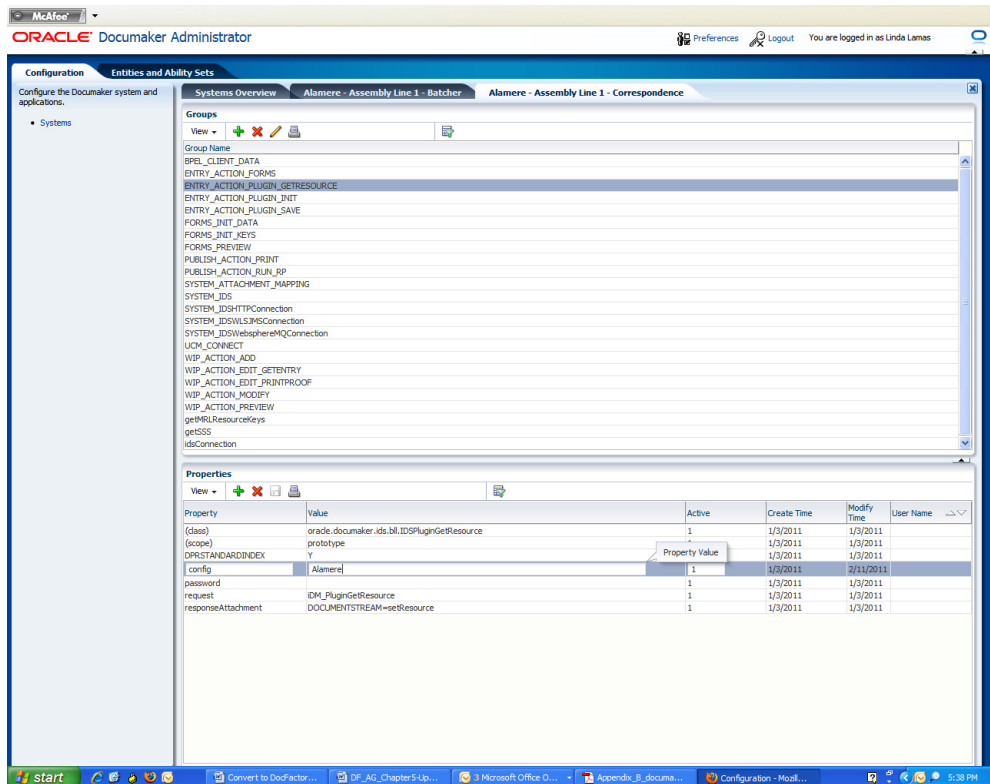 McAfee
ORACLE Documaker Administrator
Preferences Logout You are logged in as Linda Lamas
Configuration Entities and Ability Sets
Configure the Documaker system and applications.
Systems
Systems Overview Alamere - Assembly Line 1 - Batcher Alamere - Assembly Line 1 - Correspondence
Groups
View
Group Name
BPEL_CLIENT_DATA
ENTRY_ACTION_FORMS
ENTRY_ACTION_PLUGIN_GETRESOURCE
ENTRY_ACTION_PLUGIN_INIT
ENTRY_ACTION_PLUGIN_SAVE
FORMS_INIT_DATA
FORMS_INIT_KEYS
FORMS_PREVIEW
PUBLISH_ACTION_PRINT
PUBLISH_ACTION_RUN_RP
SYSTEM_ATTACHMENT_MAPPING
SYSTEM_IDS
SYSTEM_IDSHTTPConnection
SYSTEM_IDSWLSJMSConnection
SYSTEM_IDSWebsphereMQConnection
UCM_CONNECT
WIP_ACTION_ADD
WIP_ACTION_EDIT_GETENTRY
WIP_ACTION_EDIT_PRINTPROOF
WIP_ACTION_MODIFY
WIP_ACTION_PREVIEW
getMRLResourceKeys
getSSS
idsConnection
Properties
View
Property Value Active Create Time Modify Time User Name
(class) oracle.documaker.ids.bll.IDSPluginGetResource 1 1/3/2011 1/3/2011
(scope) prototype 1/3/2011 1/3/2011
DPRSTANDARDINDEX Y 1/3/2011 1/3/2011
Property Value
config Alamere 1 1/3/2011 2/11/2011
password 1 1/3/2011 1/3/2011
request iDM_PluginGetResource 1 1/3/2011 1/3/2011
responseAttachment DOCUMENTSTREAM=setResource 1 1/3/2011 1/3/2011
start Convert to DocFactor... DF_AG_Chapter5-Up... 3 Microsoft Office O... Appendix_B_documa... Configuration - Mozill... 5:38 PM